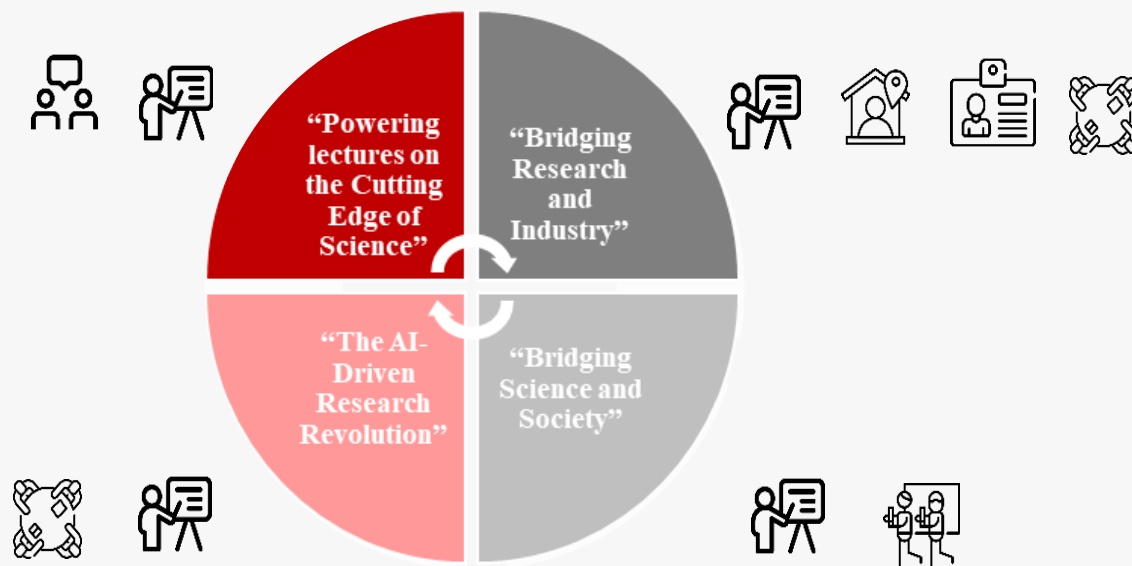 “Powering
lectures on
the Cutting
Edge of
Science”
“Bridging
Research
and
Industry”
“The AI-
Driven
Research
Revolution”
“Bridging
Science and
Society”